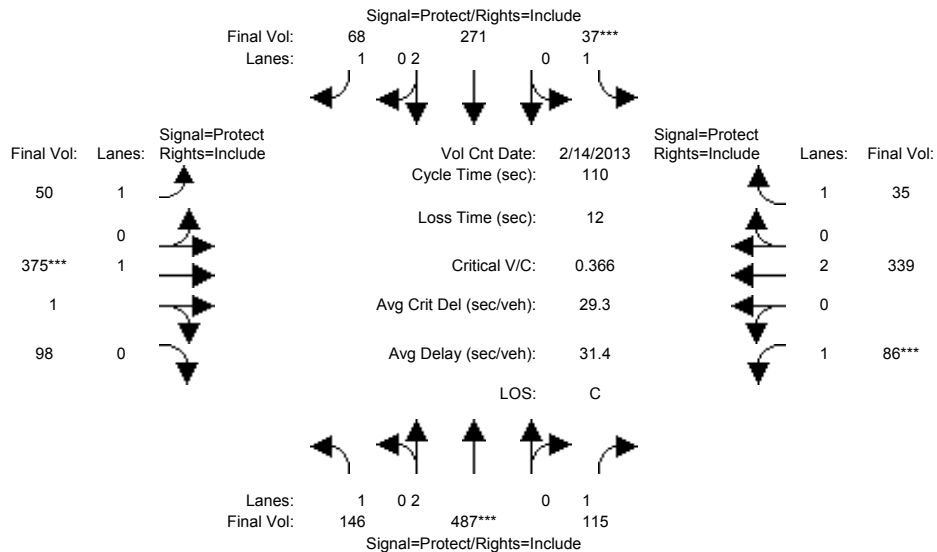 Signal=Protect/Rights=Include
Final Vol: 68 271 37***
Lanes: 1 0 2 0 1
Signal=Protect
Final Vol: Lanes: Rights=Include
Vol Cnt Date: 2/14/2013
Signal=Protect
Rights=Include Lanes: Final Vol:
Cycle Time (sec): 110
50 1
1 35
Loss Time (sec): 12
0
0
375*** 1
Critical V/C: 0.366
2 339
1
Avg Crit Del (sec/veh): 29.3
0
98 0
Avg Delay (sec/veh): 31.4
1 86***
LOS: C
Lanes: 1 0 2 0 1
Final Vol: 146 487*** 115
Signal=Protect/Rights=Include